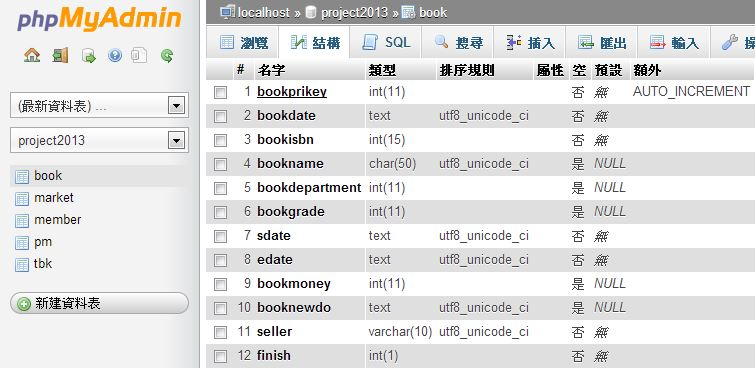 phpMyAdmin
(最新資料表) ...
project2013
book
market
member
pm
tbk
新建資料表
localhost » project2013 » book
瀏覽 結構 SQL 搜尋 插入 匯出 輸入
# 名字 類型 排序規則 屬性 空 預設 額外
1 bookprikey int(11) 否 無 AUTO_INCREMENT
2 bookdate text utf8_unicode_ci 否 無
3 bookisbn int(15) 否 無
4 bookname char(50) utf8_unicode_ci 是 NULL
5 bookdepartment int(11) 是 NULL
6 bookgrade int(11) 是 NULL
7 sdate text utf8_unicode_ci 否 無
8 edate text utf8_unicode_ci 否 無
9 bookmoney int(11) 是 NULL
10 booknewdo text utf8_unicode_ci 是 NULL
11 seller varchar(10) utf8_unicode_ci 否 無
12 finish int(1) 否 無